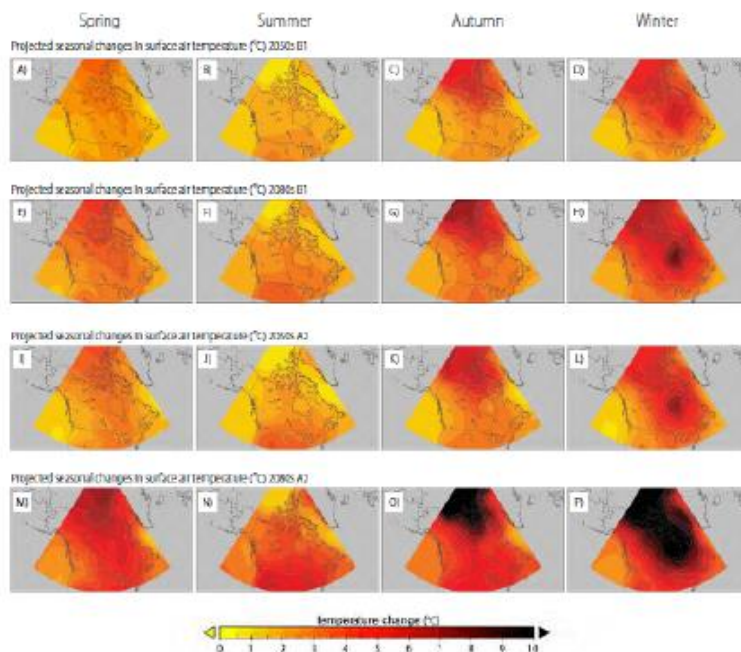 Spring Summer Autumn Winter
Projected seasonal changes in surface air temperature (°C) 2050s B1
A) B) C) D)
Projected seasonal changes in surface air temperature (°C) 2080s B1
E) F) G) H)
Projected seasonal changes in surface air temperature (°C) 2050s A2
I) J) K) L)
Projected seasonal changes in surface air temperature (°C) 2080s A2
M) N) O) P)
temperature change (°C)
0 1 2 3 4 5 6 7 8 9 10